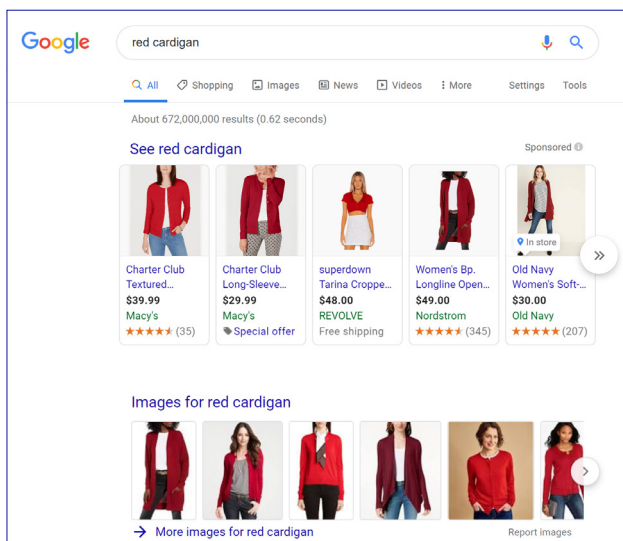 Google
red cardigan
All Shopping Images News Videos More Settings Tools
About 672,000,000 results (0.62 seconds)
See red cardigan Sponsored
In store
Charter Club
Textured...
$39.99
Macy's
(35)
Charter Club
Long-Sleeve...
$29.99
Macy's
Special offer
superdown
Tarina Croppe...
$48.00
REVOLVE
Free shipping
Women's Bp.
Longline Open...
$49.00
Nordstrom
(345)
Old Navy
Women's Soft-...
$30.00
Old Navy
(207)
Images for red cardigan
More images for red cardigan Report images